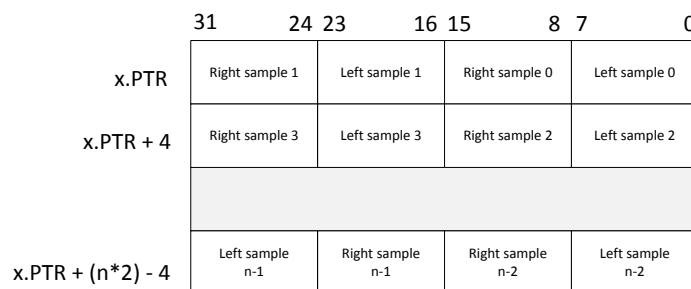 31 24 23 16 15 8 7 0
x.PTR Right sample 1 Left sample 1 Right sample 0 Left sample 0
x.PTR + 4 Right sample 3 Left sample 3 Right sample 2 Left sample 2
x.PTR + (n*2) - 4 Left sample Right sample Right sample Left sample
n-1 n-1 n-2 n-2